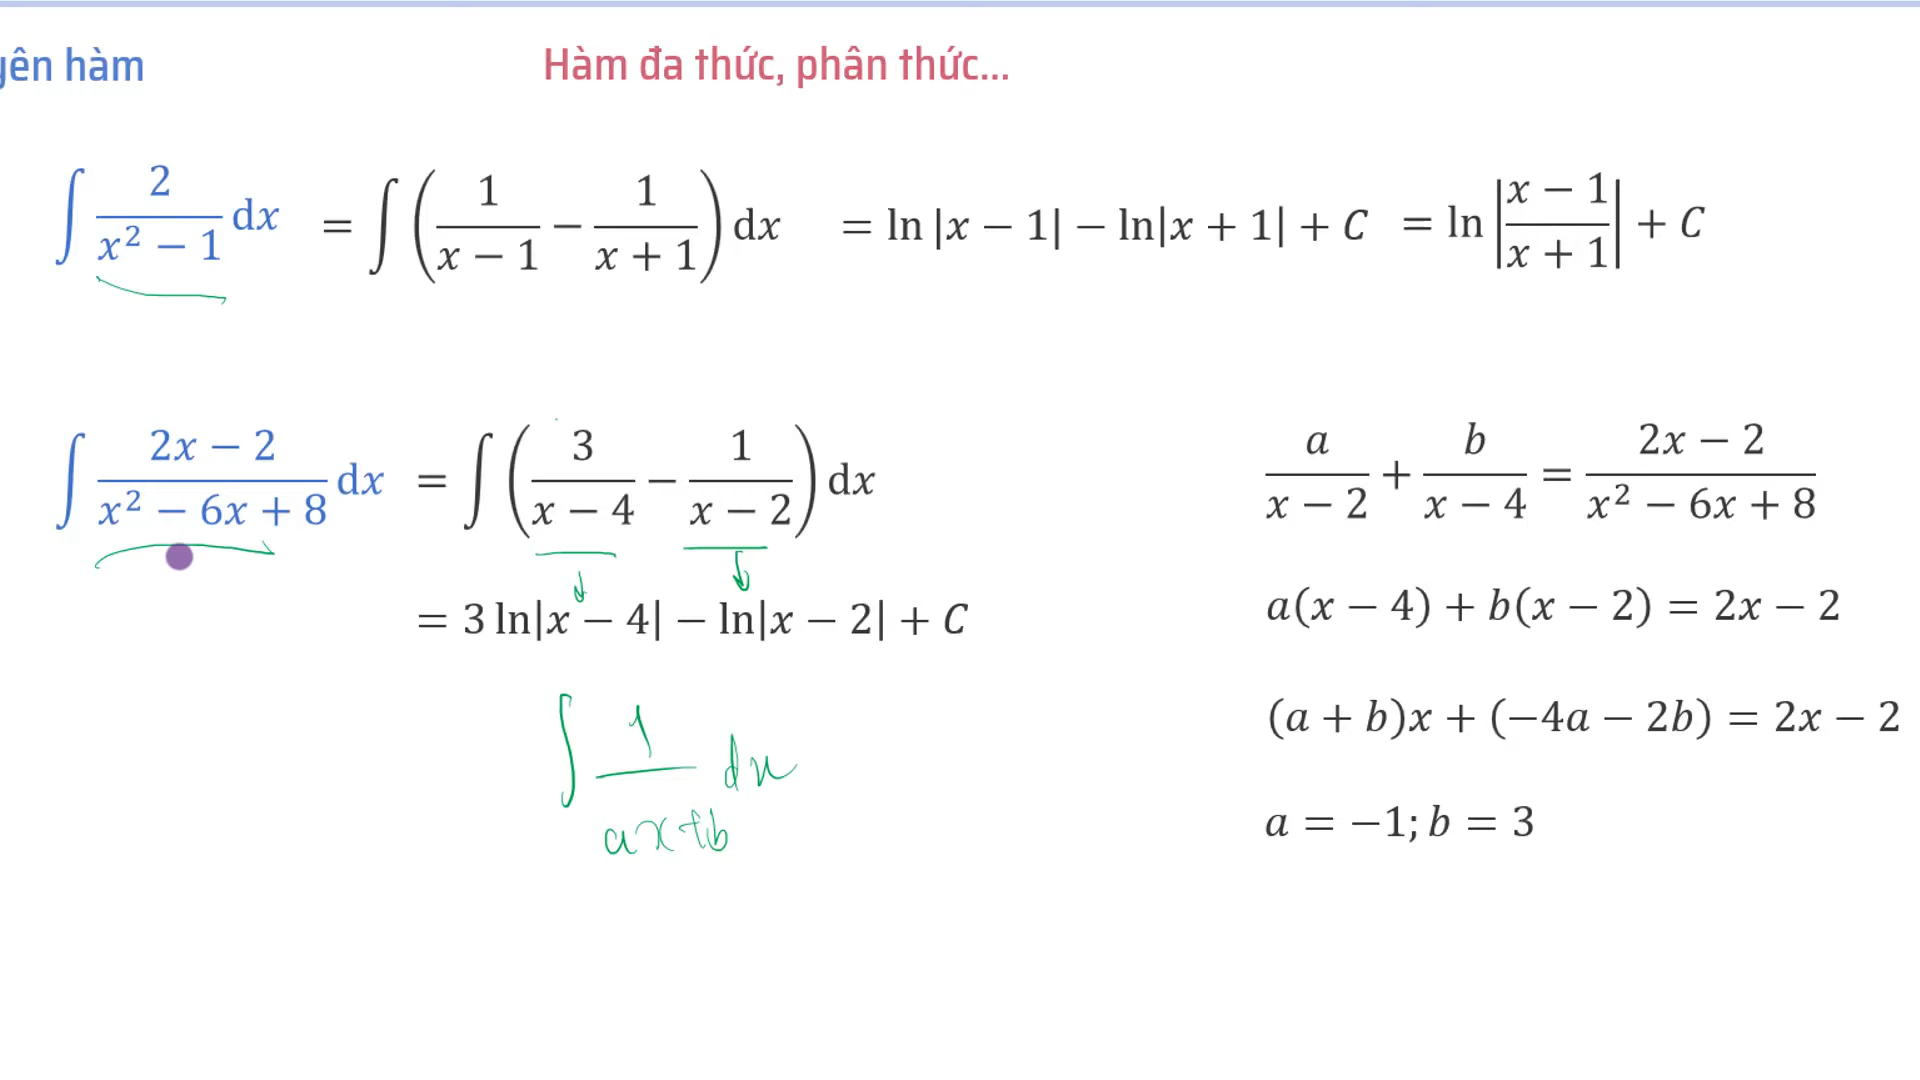 yên hàm
Hàm đa thức, phân thức...
∫ 2/(x² − 1) dx = ∫ (1/(x − 1) − 1/(x + 1)) dx = ln |x − 1| − ln|x + 1| + C = ln |(x − 1)/(x + 1)| + C
∫ (2x − 2)/(x² − 6x + 8) dx = ∫ (3/(x − 4) − 1/(x − 2)) dx
= 3 ln|x − 4| − ln|x − 2| + C
∫ 1/(ax+b) dx
a/(x − 2) + b/(x − 4) = (2x − 2)/(x² − 6x + 8)
a(x − 4) + b(x − 2) = 2x − 2
(a + b)x + (−4a − 2b) = 2x − 2
a = −1; b = 3